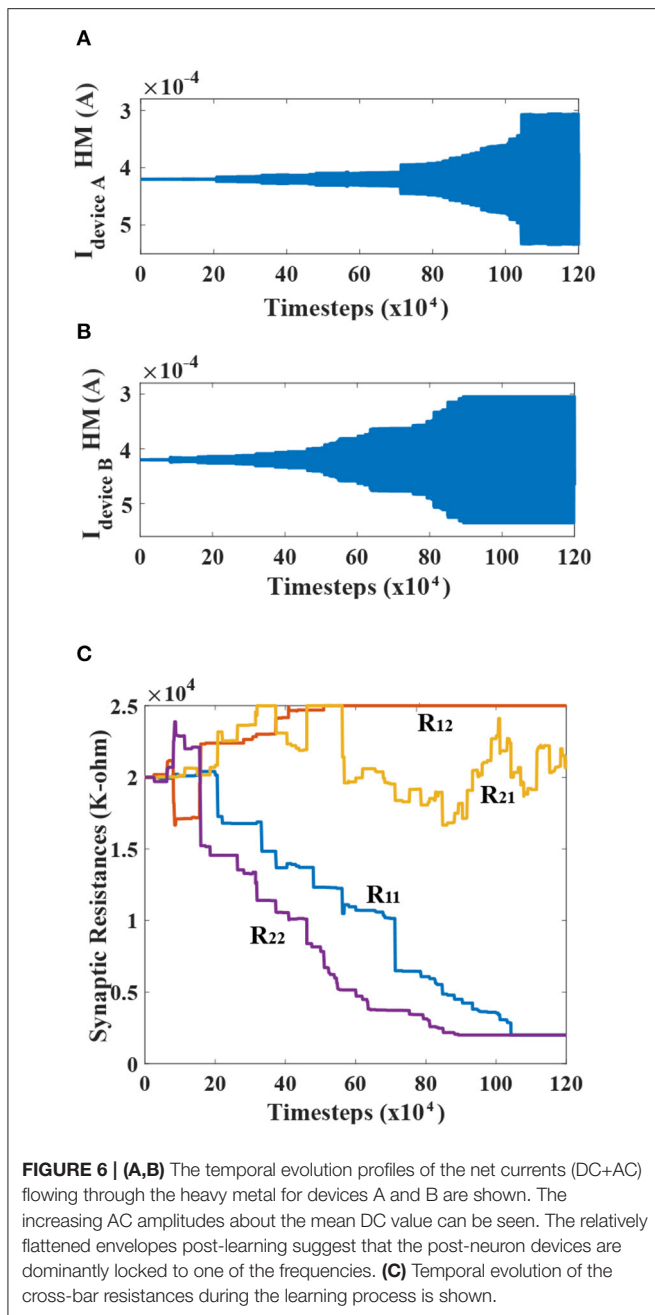 A
×10⁻⁴
I device A HM (A)
3
4
5
0 20 40 60 80 100 120
Timesteps (x10⁴)
B
×10⁻⁴
I device B HM (A)
3
4
5
0 20 40 60 80 100 120
Timesteps (x10⁴)
C
×10⁴
Synaptic Resistances (K-ohm)
2.5
2
1.5
1
0.5
0
R12
R21
R11
R22
0 20 40 60 80 100 120
Timesteps (x10⁴)
FIGURE 6 | (A,B) The temporal evolution profiles of the net currents (DC+AC)
flowing through the heavy metal for devices A and B are shown. The
increasing AC amplitudes about the mean DC value can be seen. The relatively
flattened envelopes post-learning suggest that the post-neuron devices are
dominantly locked to one of the frequencies. (C) Temporal evolution of the
cross-bar resistances during the learning process is shown.